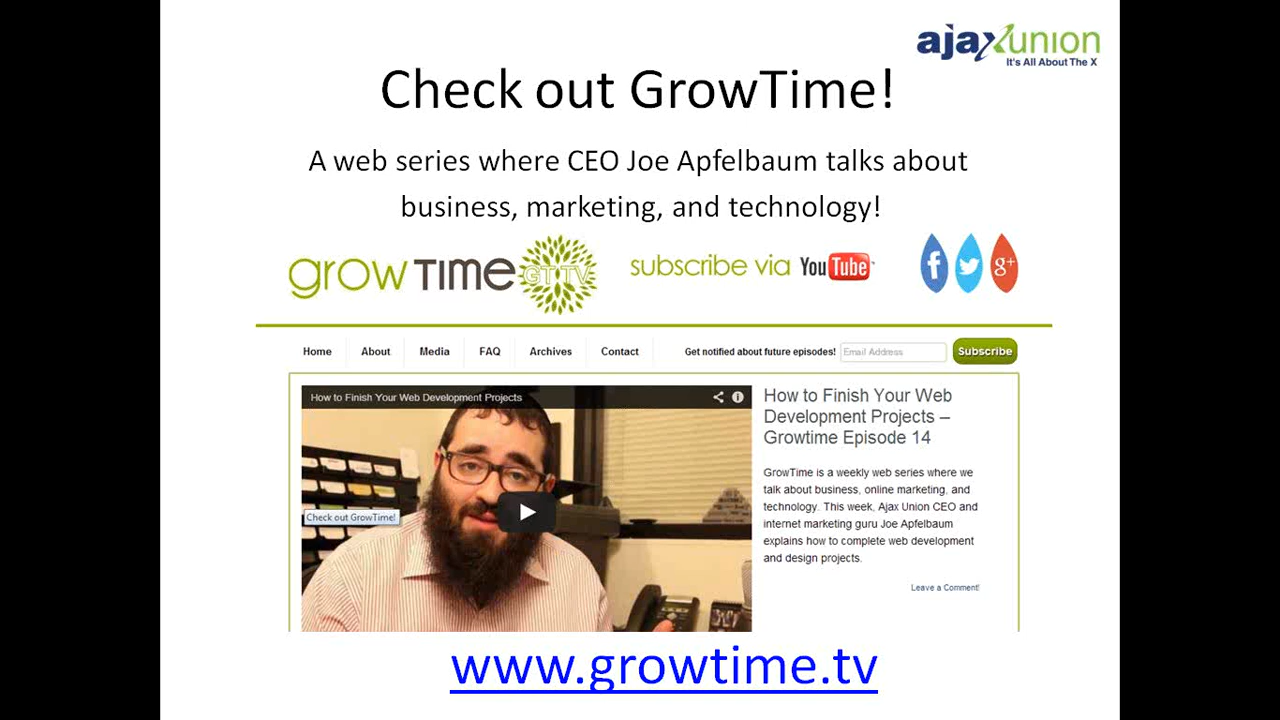 ajaxunion
It's All About The X
Check out GrowTime!
A web series where CEO Joe Apfelbaum talks about
business, marketing, and technology!
grow TIME GT TV subscribe via YouTube f g+
Home About Media FAQ Archives Contact Get notified about future episodes! Email Address Subscribe
How to Finish Your Web Development Projects
How to Finish Your Web
Development Projects –
Growtime Episode 14
GrowTime is a weekly web series where we
talk about business, online marketing, and
technology. This week, Ajax Union CEO and
internet marketing guru Joe Apfelbaum
explains how to complete web development
and design projects.
Check out GrowTime!
Leave a Comment!
www.growtime.tv